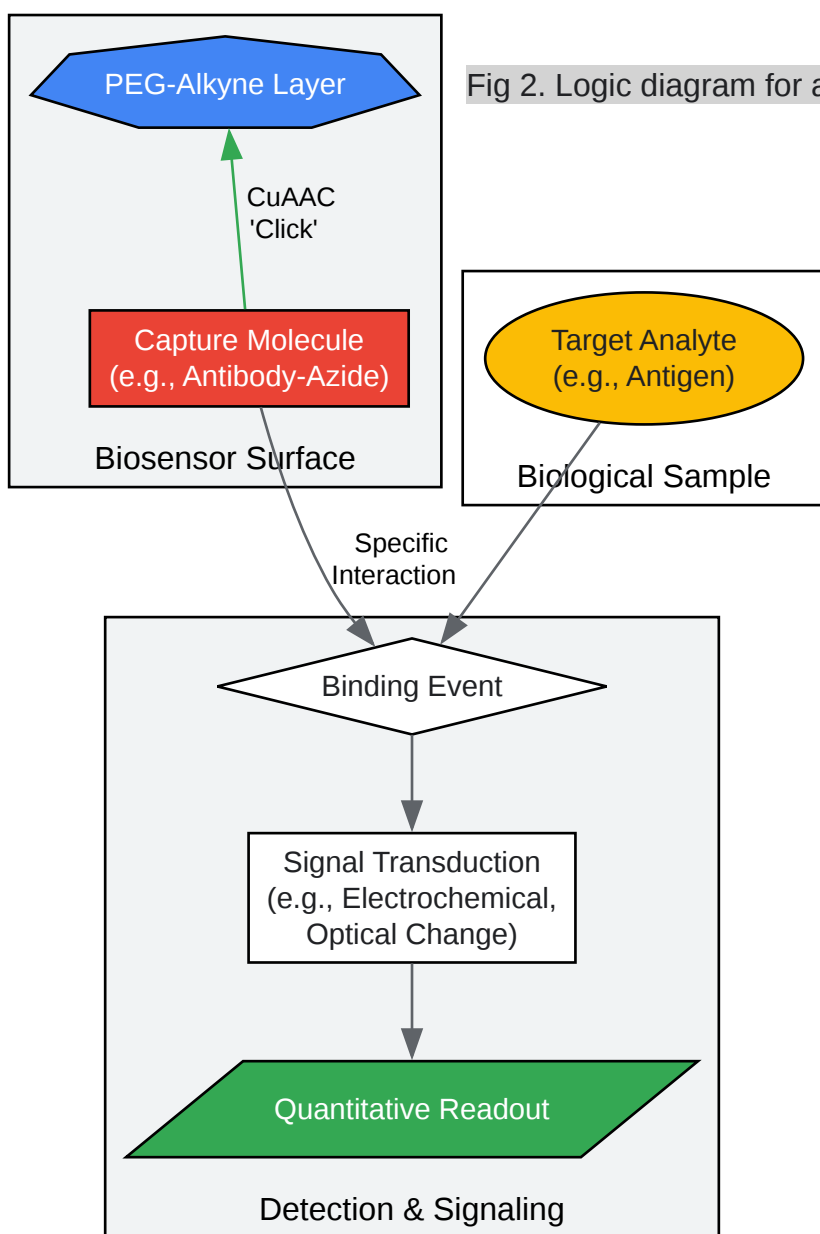 PEG-Alkyne Layer
Fig 2. Logic diagram for a
CuAAC
'Click'
Capture Molecule
(e.g., Antibody-Azide)
Biosensor Surface
Target Analyte
(e.g., Antigen)
Biological Sample
Specific
Interaction
Binding Event
Signal Transduction
(e.g., Electrochemical,
Optical Change)
Quantitative Readout
Detection & Signaling